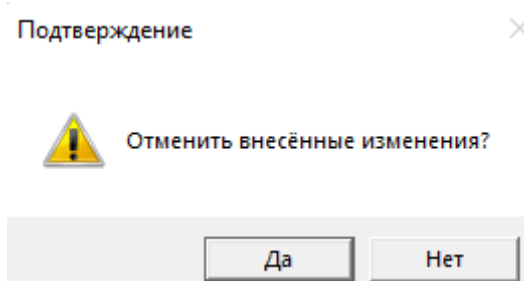 Подтверждение
Отменить внесённые изменения?
Да
Нет